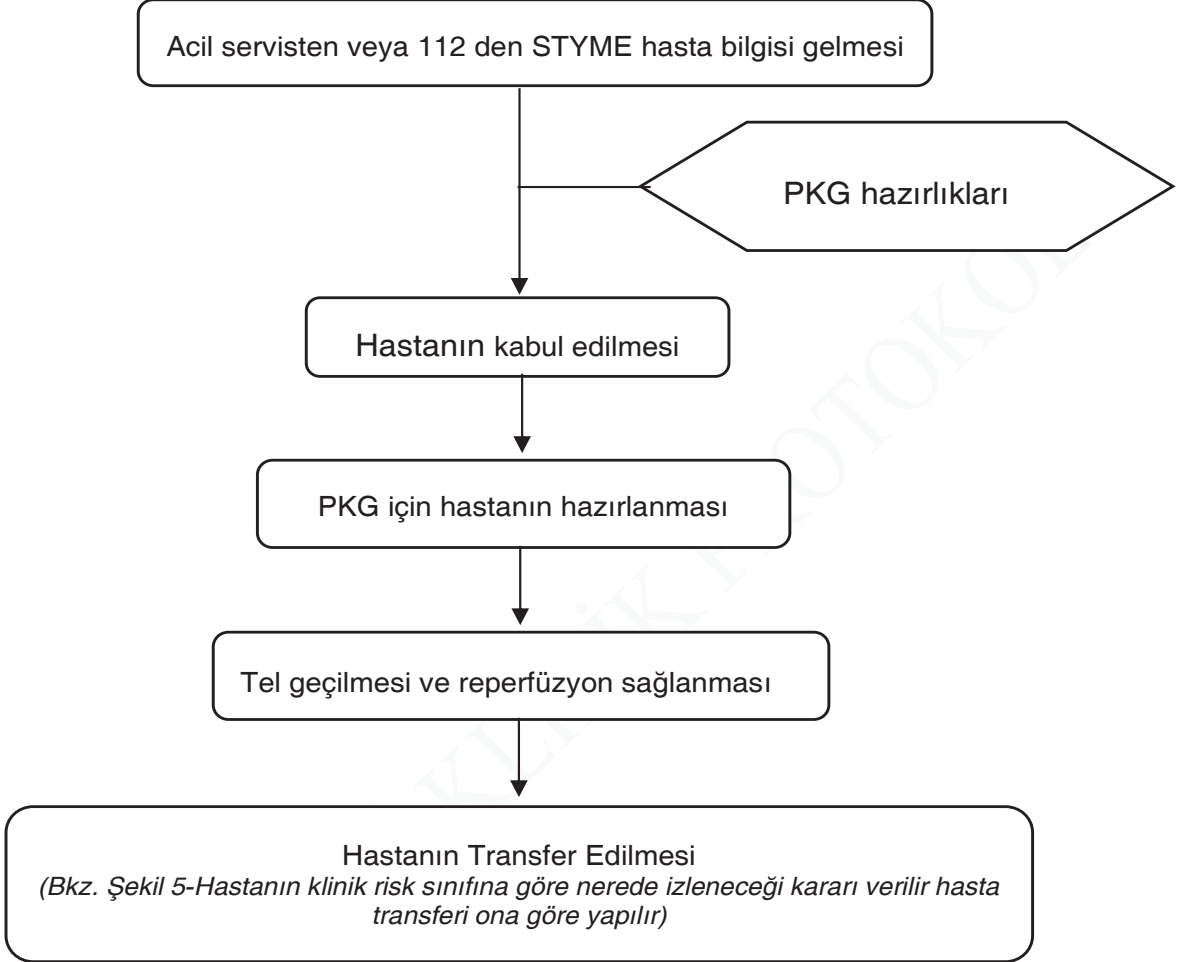 Acil servisten veya 112 den STYME hasta bilgisi gelmesi
PKG hazırlıkları
Hastanın kabul edilmesi
PKG için hastanın hazırlanması
Tel geçilmesi ve reperfüzyon sağlanması
Hastanın Transfer Edilmesi
(Bkz. Şekil 5-Hastanın klinik risk sınıfına göre nerede izleneceği kararı verilir hasta
transferi ona göre yapılır)
KLİNİK